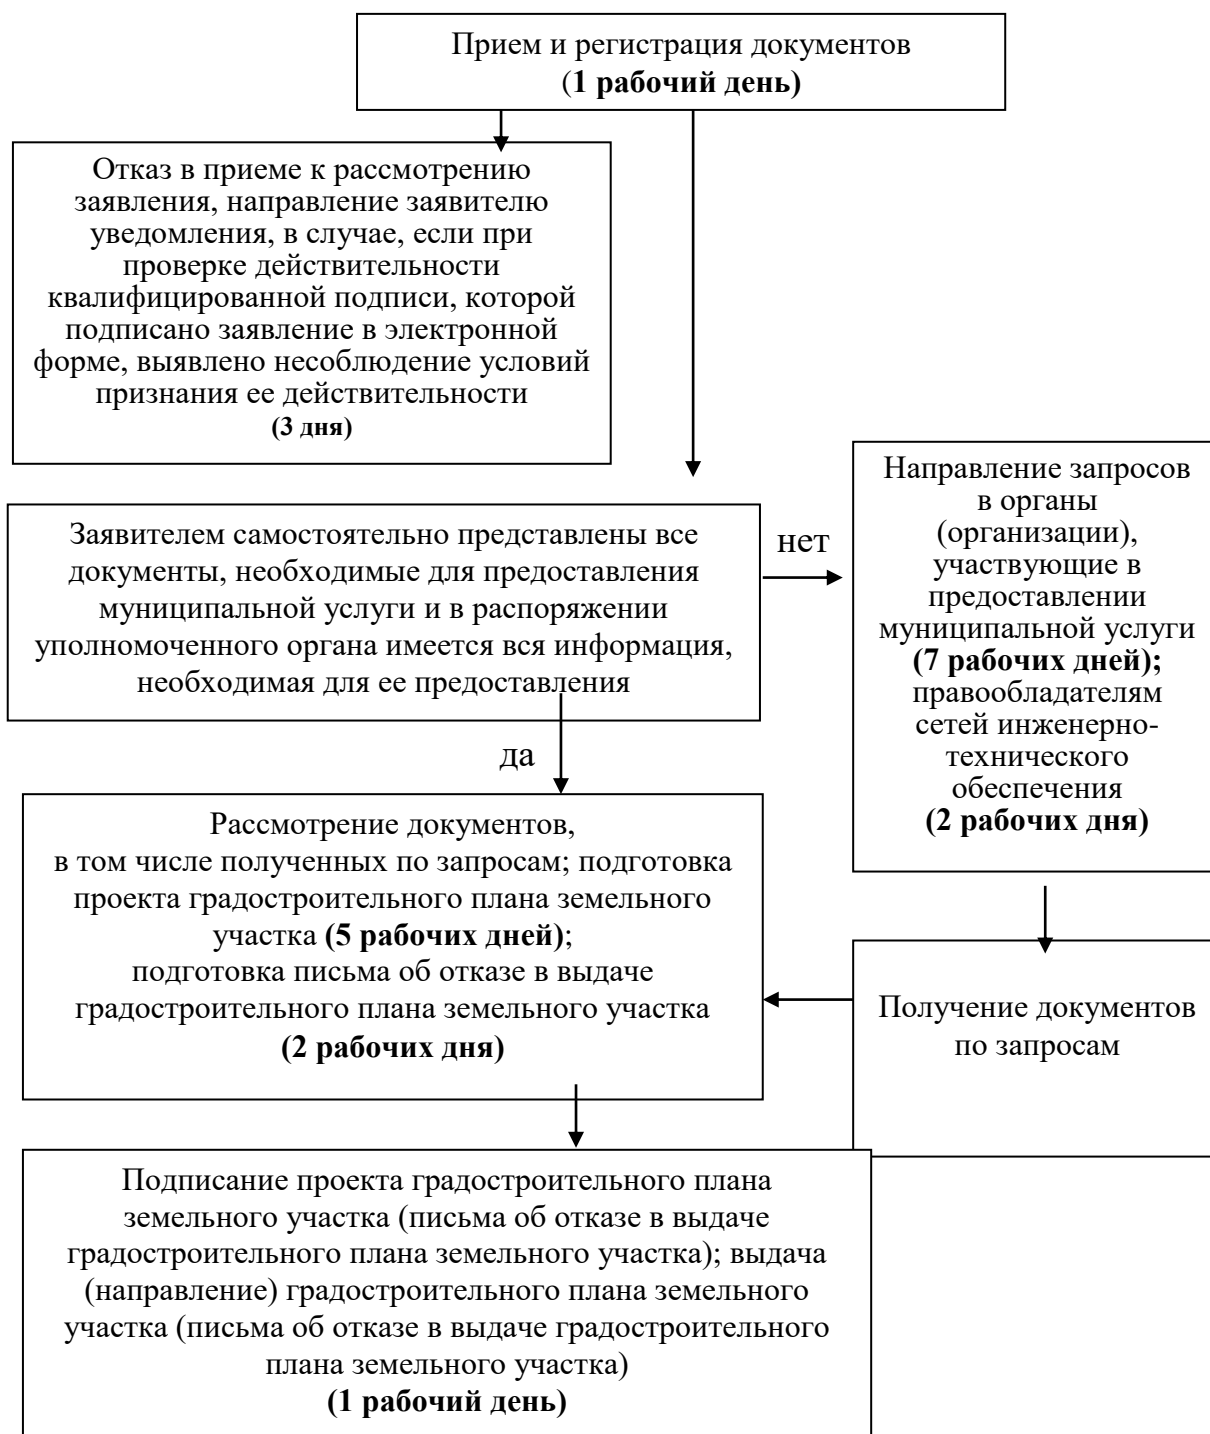 Прием и регистрация документов
(1 рабочий день)
Отказ в приеме к рассмотрению
заявления, направление заявителю
уведомления, в случае, если при
проверке действительности
квалифицированной подписи, которой
подписано заявление в электронной
форме, выявлено несоблюдение условий
признания ее действительности
(3 дня)
Заявителем самостоятельно представлены все
документы, необходимые для предоставления
муниципальной услуги и в распоряжении
уполномоченного органа имеется вся информация,
необходимая для ее предоставления
нет
Направление запросов
в органы
(организации),
участвующие в
предоставлении
муниципальной услуги
(7 рабочих дней);
правообладателям
сетей инженерно-
технического
обеспечения
(2 рабочих дня)
да
Рассмотрение документов,
в том числе полученных по запросам; подготовка
проекта градостроительного плана земельного
участка (5 рабочих дней);
подготовка письма об отказе в выдаче
градостроительного плана земельного участка
(2 рабочих дня)
Получение документов
по запросам
Подписание проекта градостроительного плана
земельного участка (письма об отказе в выдаче
градостроительного плана земельного участка); выдача
(направление) градостроительного плана земельного
участка (письма об отказе в выдаче градостроительного
плана земельного участка)
(1 рабочий день)